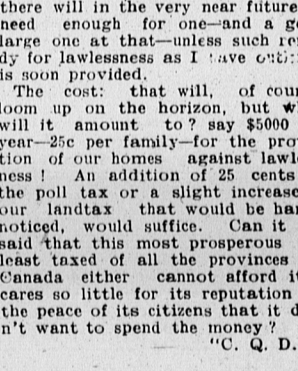 there will in the very near future
need enough for one—and a go
large one at that—unless such re
dy for lawlessness as I have
is soon provided.
The cost: that will, of cour
loom up on the horizon, but w
will it amount to? say $5000
year—25c per family—for the pro
tion of our homes against lawl
ness! An addition of 25 cents
the poll tax or a slight increase
our landtax that would be har
noticed, would suffice. Can it
said that this most prosperous
least taxed of all the provinces
Canada either cannot afford it
cares so little for its reputation
the peace of its citizens that it d
n't want to spend the money?
"C. Q. D.